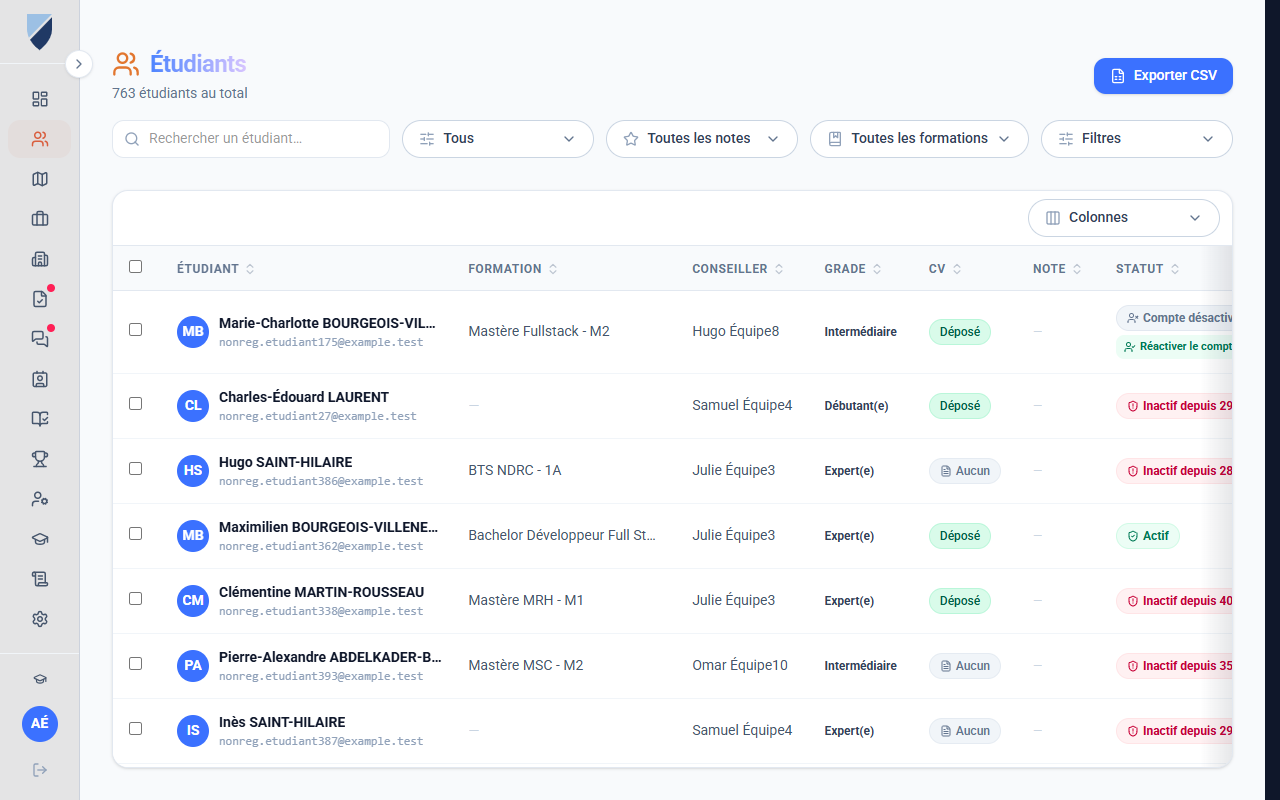 Étudiants
763 étudiants au total
Exporter CSV
Rechercher un étudiant...
Tous
Toutes les notes
Toutes les formations
Filtres
Colonnes
ÉTUDIANT FORMATION CONSEILLER GRADE CV NOTE STATUT
MB Marie-Charlotte BOURGEOIS-VIL...
nonreg.etudiant175@example.test
Mastère Fullstack - M2
Hugo Équipe8
Intermédiaire
Déposé
—
Compte désactiv
Réactiver le compt
CL Charles-Édouard LAURENT
nonreg.etudiant27@example.test
—
Samuel Équipe4
Débutant(e)
Déposé
—
Inactif depuis 29
HS Hugo SAINT-HILAIRE
nonreg.etudiant386@example.test
BTS NDRC - 1A
Julie Équipe3
Expert(e)
Aucun
—
Inactif depuis 28
MB Maximilien BOURGEOIS-VILLENE...
nonreg.etudiant362@example.test
Bachelor Développeur Full St...
Julie Équipe3
Expert(e)
Déposé
—
Actif
CM Clémentine MARTIN-ROUSSEAU
nonreg.etudiant338@example.test
Mastère MRH - M1
Julie Équipe3
Expert(e)
Déposé
—
Inactif depuis 40
PA Pierre-Alexandre ABDELKADER-B...
nonreg.etudiant393@example.test
Mastère MSC - M2
Omar Équipe10
Intermédiaire
Aucun
—
Inactif depuis 35
IS Inès SAINT-HILAIRE
nonreg.etudiant387@example.test
—
Samuel Équipe4
Expert(e)
Aucun
—
Inactif depuis 29
AÉ